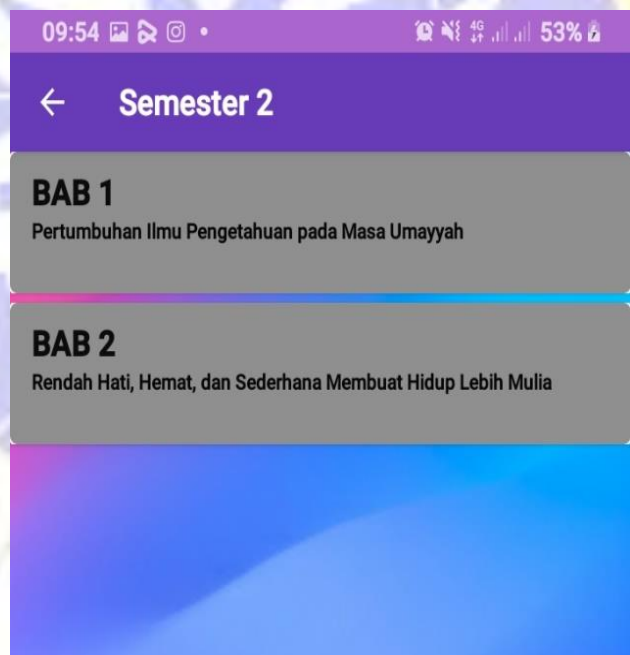 09:54 4G 53%
Semester 2
BAB 1
Pertumbuhan Ilmu Pengetahuan pada Masa Umayyah
BAB 2
Rendah Hati, Hemat, dan Sederhana Membuat Hidup Lebih Mulia